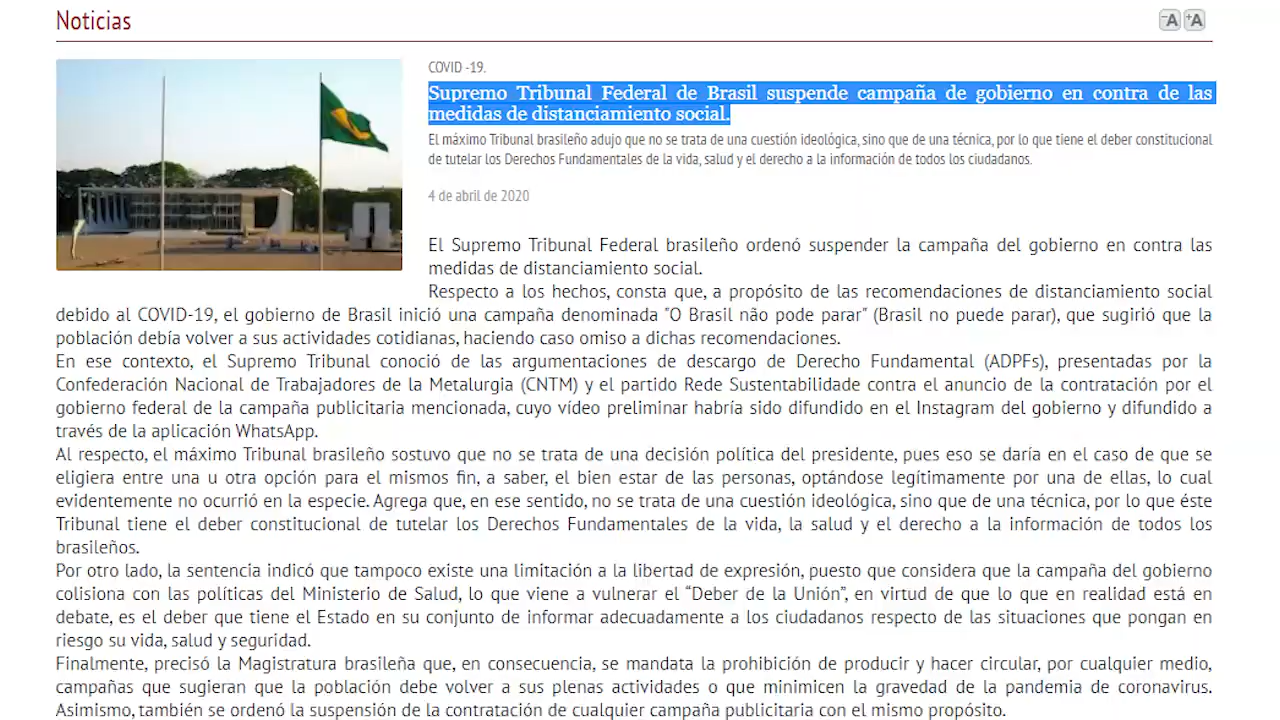 Noticias
-A +A
COVID -19.
Supremo Tribunal Federal de Brasil suspende campaña de gobierno en contra de las
medidas de distanciamiento social.
El máximo Tribunal brasileño adujo que no se trata de una cuestión ideológica, sino que de una técnica, por lo que tiene el deber constitucional
de tutelar los Derechos Fundamentales de la vida, salud y el derecho a la información de todos los ciudadanos.
4 de abril de 2020
El Supremo Tribunal Federal brasileño ordenó suspender la campaña del gobierno en contra las
medidas de distanciamiento social.
Respecto a los hechos, consta que, a propósito de las recomendaciones de distanciamiento social
debido al COVID-19, el gobierno de Brasil inició una campaña denominada "O Brasil não pode parar" (Brasil no puede parar), que sugirió que la
población debía volver a sus actividades cotidianas, haciendo caso omiso a dichas recomendaciones.
En ese contexto, el Supremo Tribunal conoció de las argumentaciones de descargo de Derecho Fundamental (ADPFs), presentadas por la
Confederación Nacional de Trabajadores de la Metalurgia (CNTM) y el partido Rede Sustentabilidade contra el anuncio de la contratación por el
gobierno federal de la campaña publicitaria mencionada, cuyo vídeo preliminar habría sido difundido en el Instagram del gobierno y difundido a
través de la aplicación WhatsApp.
Al respecto, el máximo Tribunal brasileño sostuvo que no se trata de una decisión política del presidente, pues eso se daría en el caso de que se
eligiera entre una u otra opción para el mismos fin, a saber, el bien estar de las personas, optándose legítimamente por una de ellas, lo cual
evidentemente no ocurrió en la especie. Agrega que, en ese sentido, no se trata de una cuestión ideológica, sino que de una técnica, por lo que éste
Tribunal tiene el deber constitucional de tutelar los Derechos Fundamentales de la vida, la salud y el derecho a la información de todos los
brasileños.
Por otro lado, la sentencia indicó que tampoco existe una limitación a la libertad de expresión, puesto que considera que la campaña del gobierno
colisiona con las políticas del Ministerio de Salud, lo que viene a vulnerar el “Deber de la Unión”, en virtud de que lo que en realidad está en
debate, es el deber que tiene el Estado en su conjunto de informar adecuadamente a los ciudadanos respecto de las situaciones que pongan en
riesgo su vida, salud y seguridad.
Finalmente, precisó la Magistratura brasileña que, en consecuencia, se mandata la prohibición de producir y hacer circular, por cualquier medio,
campañas que sugieran que la población debe volver a sus plenas actividades o que minimicen la gravedad de la pandemia de coronavirus.
Asimismo, también se ordenó la suspensión de la contratación de cualquier campaña publicitaria con el mismo propósito.